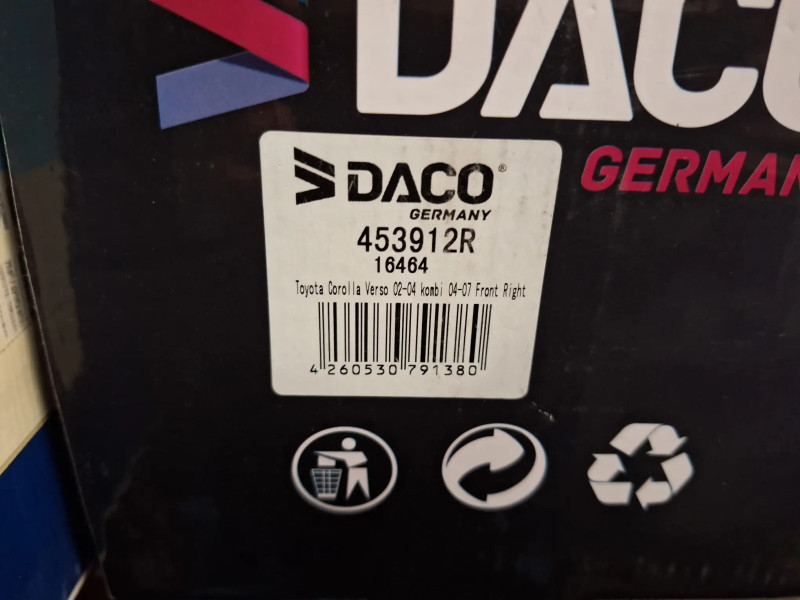 DACO
GERMAN
DACO®
GERMANY
453912R
16464
Toyota Corolla Verso 02-04 kombi 04-07 Front Right
4 260530 791380